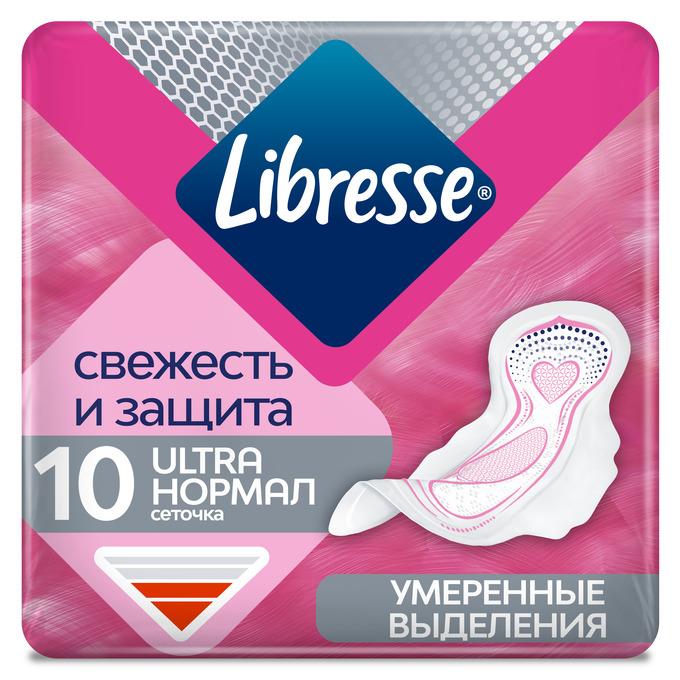 Libresse®
свежесть
и защита
10
ULTRA
НОРМАЛ
сеточка
УМЕРЕННЫЕ
ВЫДЕЛЕНИЯ